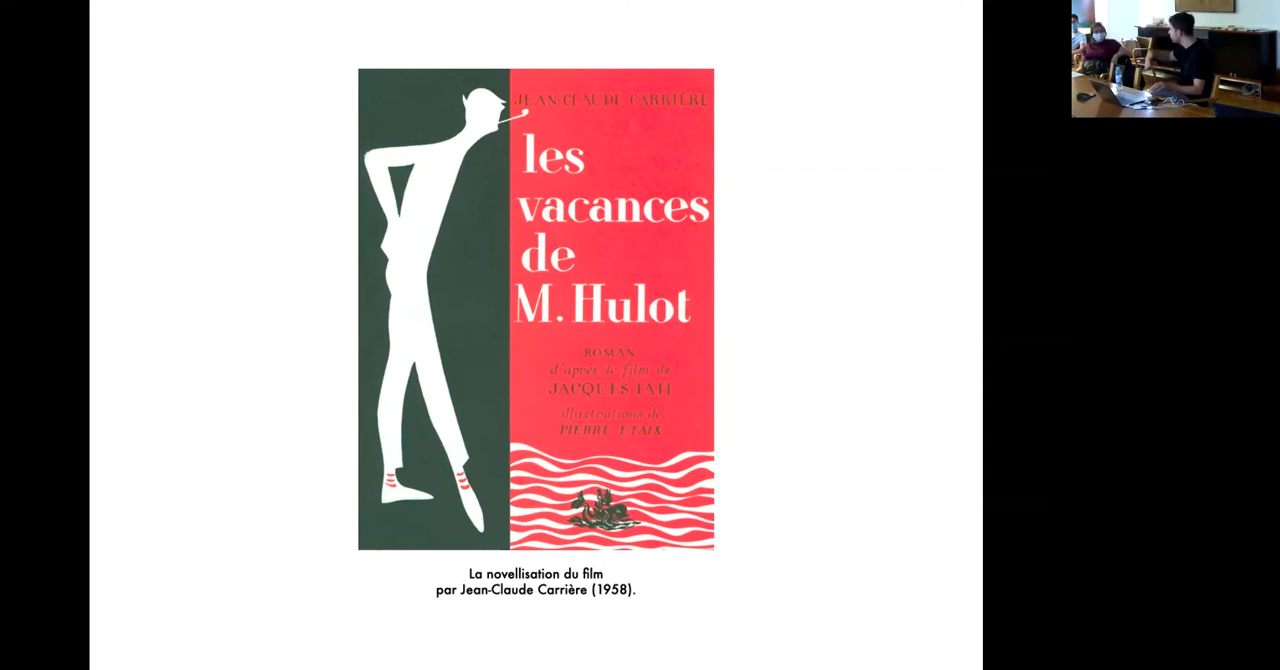 JEAN-CLAUDE CARRIÈRE
les
vacances
de
M. Hulot
ROMAN
d'après le film de
JACQUES TATI
illustrations de
PIERRE ETAIX
La novellisation du film
par Jean-Claude Carrière (1958).